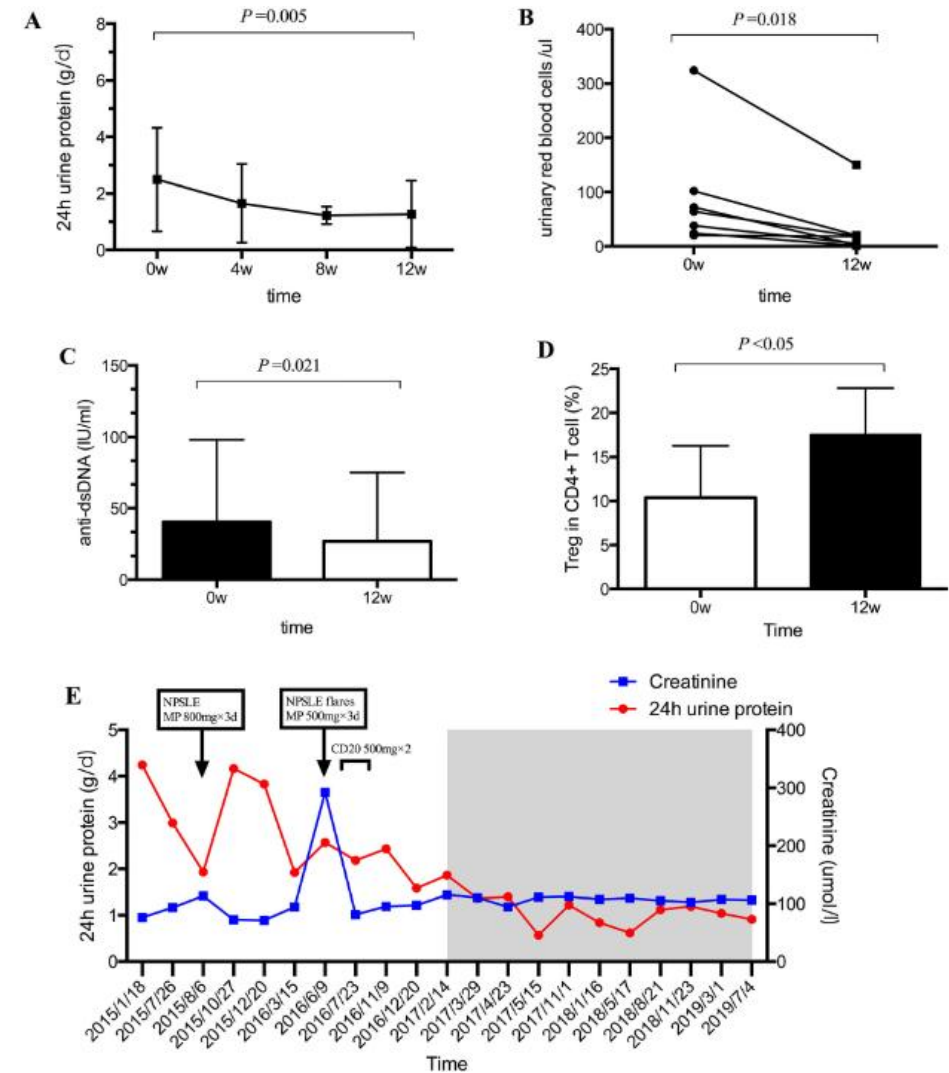 A
P=0.005
24h urine protein (g/d)
8
6
4
2
0
0w 4w 8w 12w
time
B
P=0.018
urinary red blood cells /ul
400
300
200
100
0
0w 12w
time
C
P=0.021
anti-dsDNA (IU/ml)
150
100
50
0
0w 12w
time
D
P<0.05
Treg in CD4+ T cell (%)
25
20
15
10
5
0
0w 12w
Time
E
Creatinine
24h urine protein
NPSLE
MP 800mg×3d
NPSLE flares
MP 500mg×3d
CD20 500mg×2
24h urine protein (g/d)
5
4
3
2
1
0
400
300
200
100
0
Creatinine (umol/l)
2015/1/18
2015/7/26
2015/8/6
2015/10/27
2015/12/20
2016/3/15
2016/6/9
2016/7/23
2016/11/9
2016/12/20
2017/2/14
2017/3/29
2017/4/23
2017/5/15
2017/11/1
2018/11/16
2018/5/17
2018/8/21
2018/11/23
2019/3/1
2019/7/4
Time